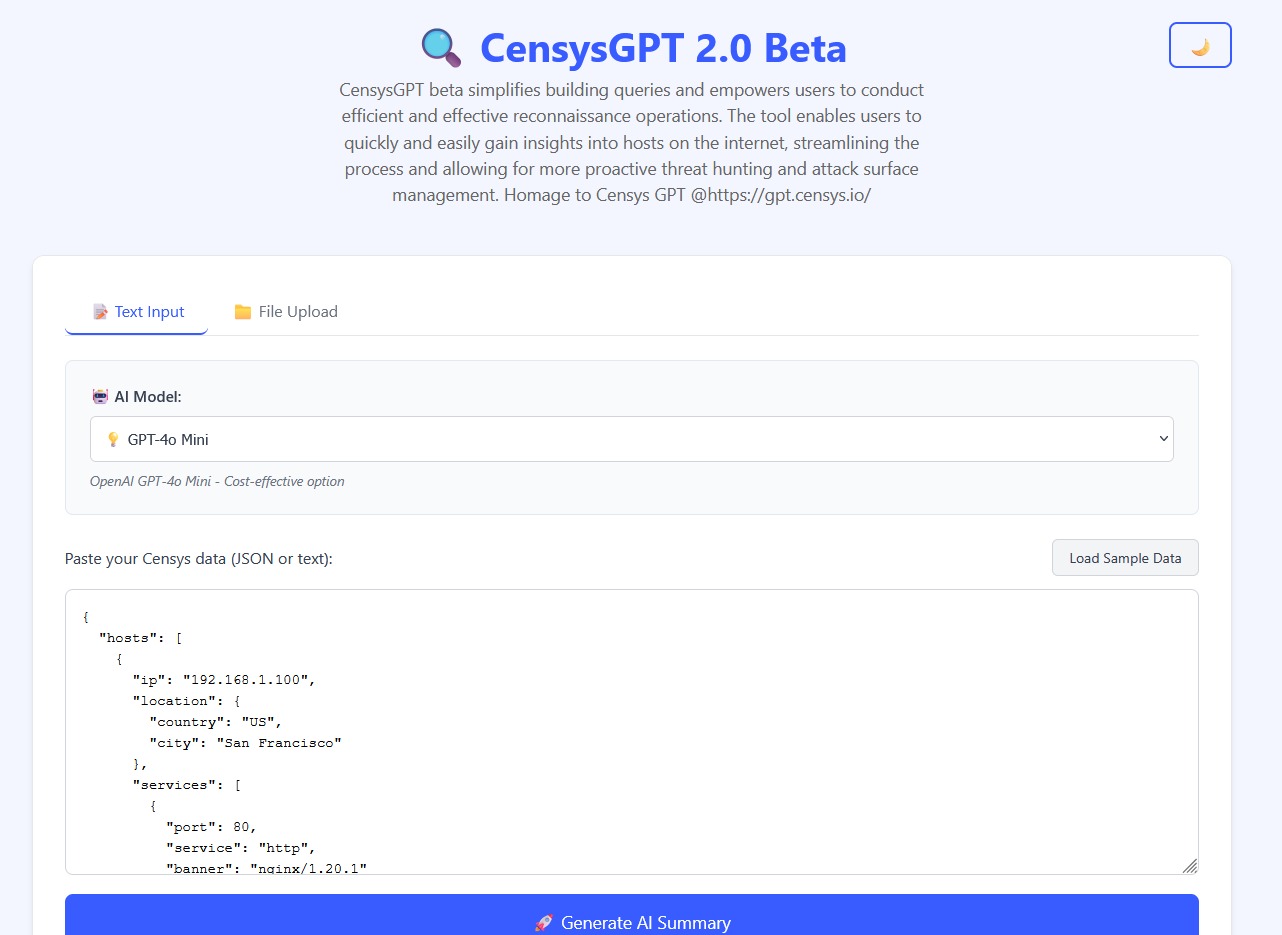 CensysGPT 2.0 Beta
CensysGPT beta simplifies building queries and empowers users to conduct
efficient and effective reconnaissance operations. The tool enables users to
quickly and easily gain insights into hosts on the internet, streamlining the
process and allowing for more proactive threat hunting and attack surface
management. Homage to Censys GPT @https://gpt.censys.io/
Text Input
File Upload
AI Model:
GPT-4o Mini
OpenAI GPT-4o Mini - Cost-effective option
Paste your Censys data (JSON or text):
Load Sample Data
{
  "hosts": [
    {
      "ip": "192.168.1.100",
      "location": {
        "country": "US",
        "city": "San Francisco"
      },
      "services": [
        {
          "port": 80,
          "service": "http",
          "banner": "nginx/1.20.1"
Generate AI Summary